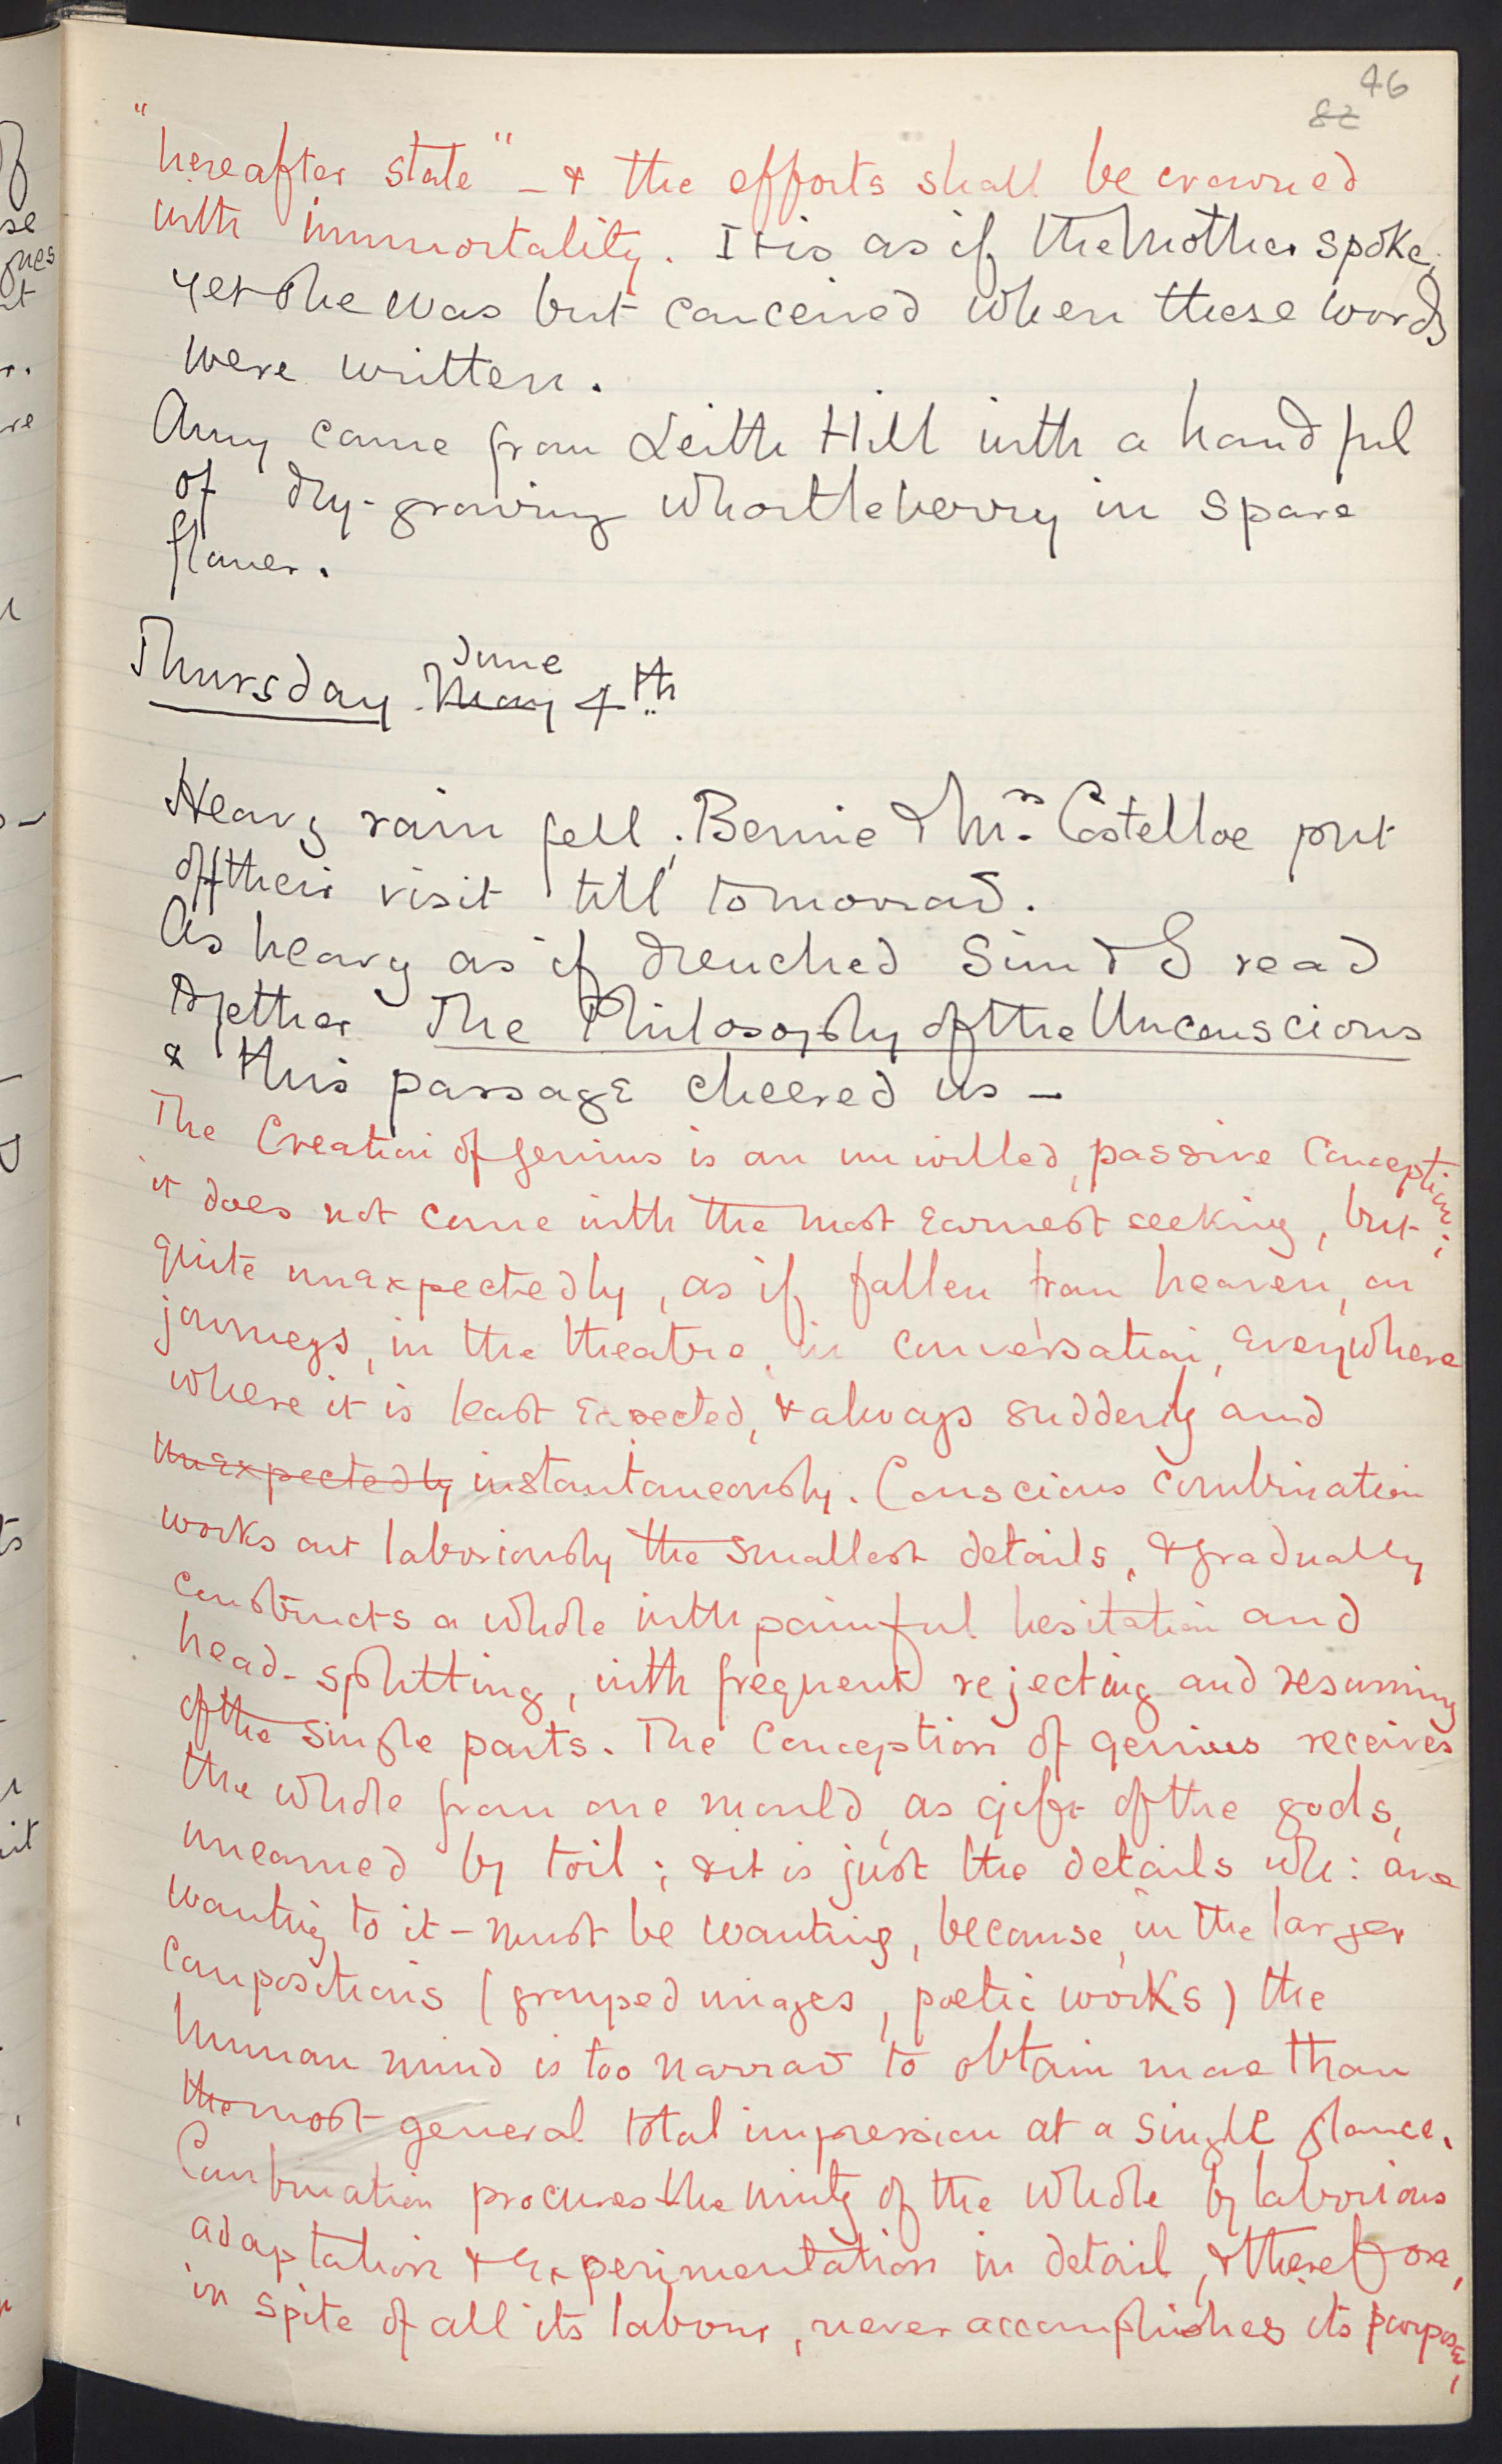 46
82
"hereafter state" – & the efforts shall be crowned
with immortality. It is as if the Mother spoke;
yet she was but conceived when these words
were written.
Amy came from Leith Hill with a handful
of dry-growing whortleberry in spare
flower.
June
Thursday May 4th
Heavy rain fell; Bernie & Mrs Costelloe put
off their visit till tomorrow.
As heavy as if drenched Sim & I read
together The Philosophy of the Unconscious
& this passage cheered us –
The Creation of genius is an unwilled, passive Conception;
it does not come with the most earnest seeking, but
quite unexpectedly, as if fallen from heaven, on
journeys, in the theatre, in conversation, everywhere
where it is least expected, & always suddenly and
unexpectedly instantaneously. Conscious combination
works out laboriously the smallest details, & gradually
constructs a whole with painful hesitation and
head-splitting, with frequent rejecting and resuming
of the single parts. The Conception of genius receives
the whole from one mould, as gift of the gods,
unearned by toil; & it is just the details wh: are
wanting to it – must be wanting, because, in the larger
compositions (grouped images, poetic works) the
human mind is too narrow to obtain more than
the most general total impression at a single glance.
Combination procures the unity of the whole by laborious
adaptation & experimentation in detail, & therefore,
in spite of all its labour, never accomplishes its purpose,